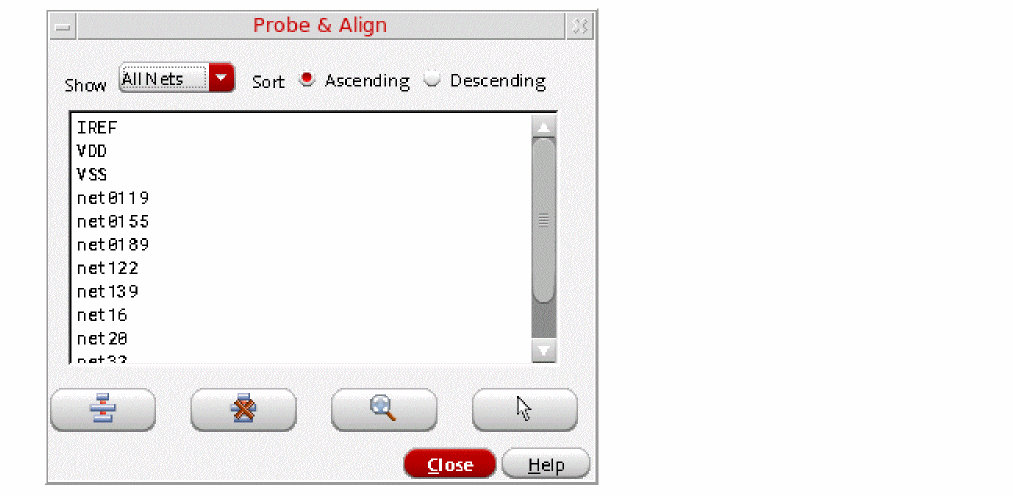 Probe & Align
Show All Nets Sort Ascending Descending
IREF
VDD
VSS
net0119
net0155
net0189
net122
net139
net16
net20
net32
Close Help